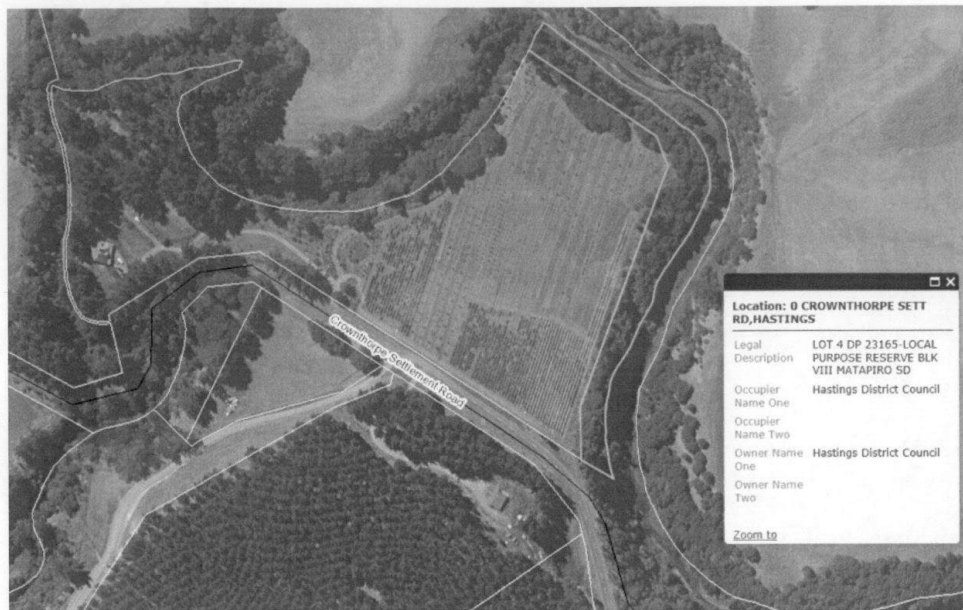 Crownthorpe Settlement Road
Location: 0 CROWNTHORPE SETT
RD,HASTINGS
Legal Description LOT 4 DP 23165-LOCAL
PURPOSE RESERVE BLK
VIII MATAPIRO SD
Occupier Name One Hastings District Council
Occupier Name Two
Owner Name One Hastings District Council
Owner Name Two
Zoom to